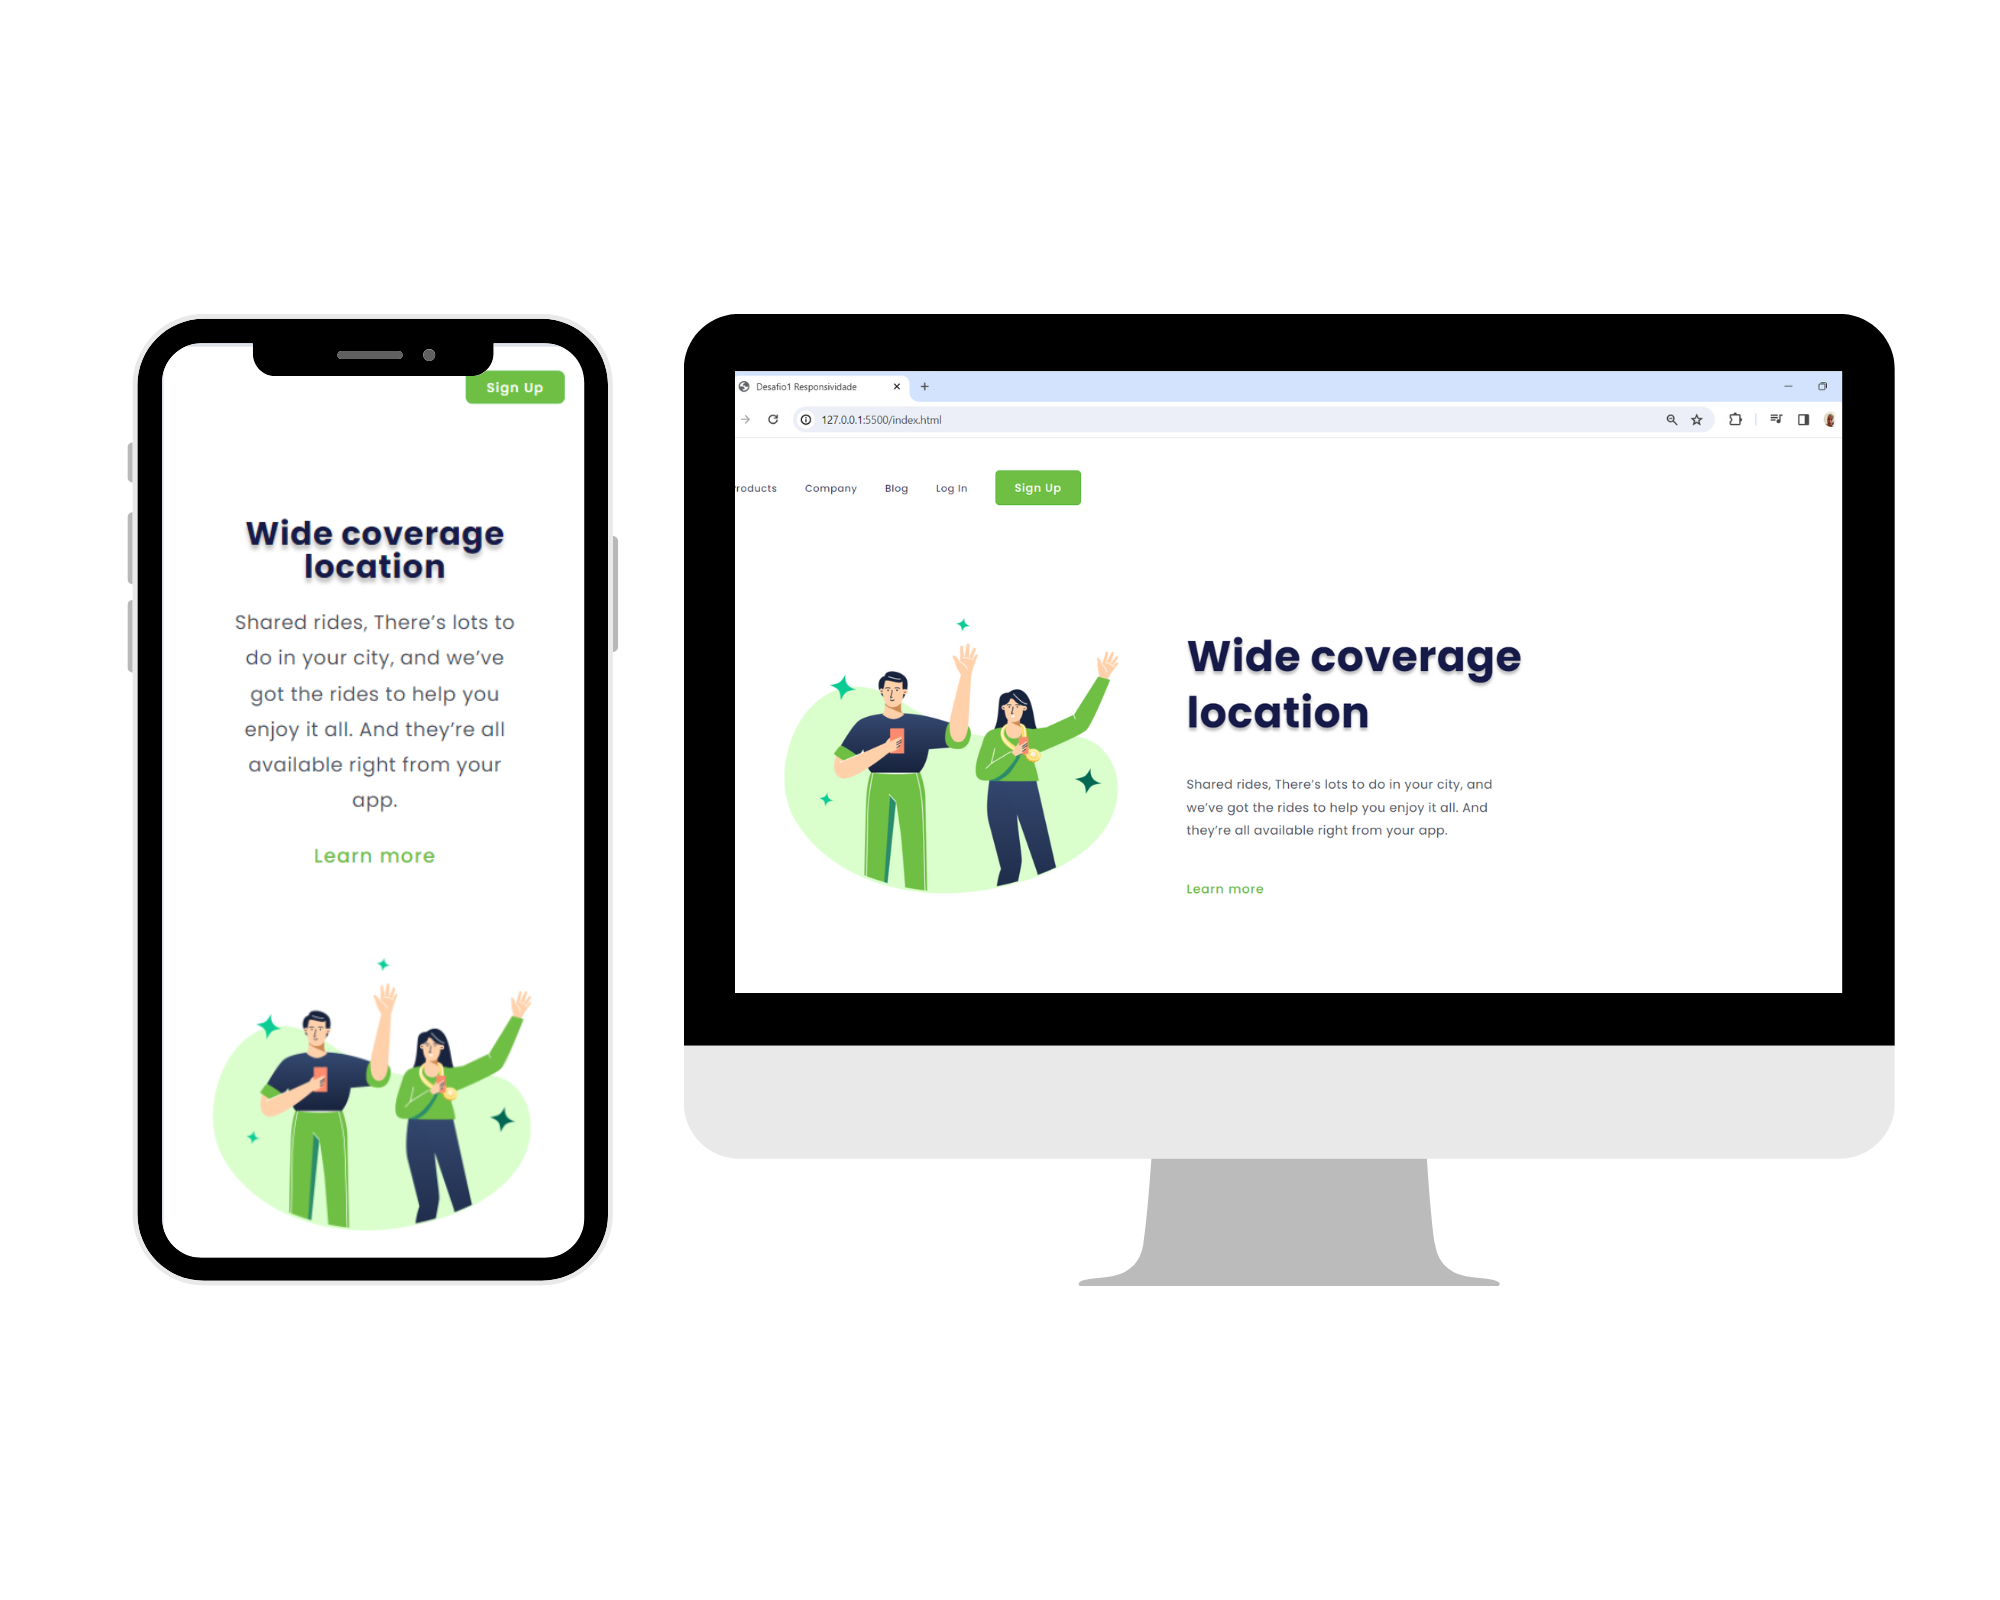 Sign Up
Wide coverage
location
Shared rides, There's lots to
do in your city, and we've
got the rides to help you
enjoy it all. And they're all
available right from your
app.
Learn more
Desafio1 Responsividade
127.0.0.1:5500/index.html
roducts Company Blog Log In Sign Up
Wide coverage
location
Shared rides, There's lots to do in your city, and
we've got the rides to help you enjoy it all. And
they're all available right from your app.
Learn more